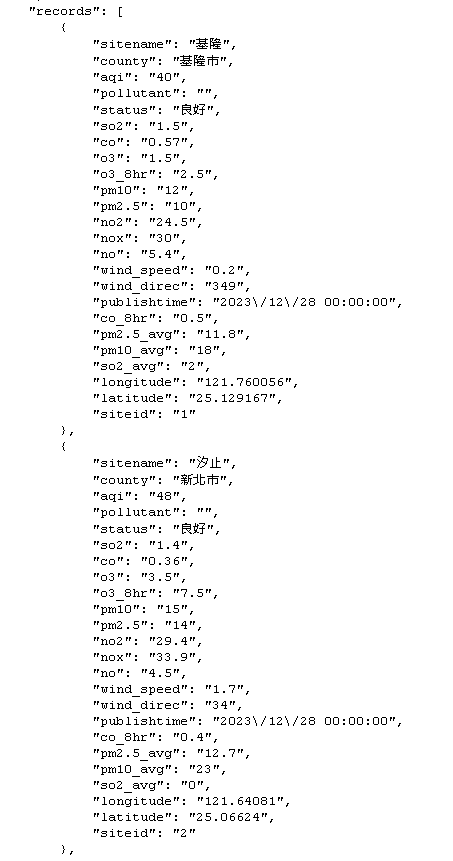 "records": [
{
"sitename": "基隆",
"county": "基隆市",
"aqi": "40",
"pollutant": "",
"status": "良好",
"so2": "1.5",
"co": "0.57",
"o3": "1.5",
"o3_8hr": "2.5",
"pm10": "12",
"pm2.5": "10",
"no2": "24.5",
"nox": "30",
"no": "5.4",
"wind_speed": "0.2",
"wind_direc": "349",
"publishtime": "2023\/12\/28 00:00:00",
"co_8hr": "0.5",
"pm2.5_avg": "11.8",
"pm10_avg": "18",
"so2_avg": "2",
"longitude": "121.760056",
"latitude": "25.129167",
"siteid": "1"
},
{
"sitename": "汐止",
"county": "新北市",
"aqi": "48",
"pollutant": "",
"status": "良好",
"so2": "1.4",
"co": "0.36",
"o3": "3.5",
"o3_8hr": "7.5",
"pm10": "15",
"pm2.5": "14",
"no2": "29.4",
"nox": "33.9",
"no": "4.5",
"wind_speed": "1.7",
"wind_direc": "34",
"publishtime": "2023\/12\/28 00:00:00",
"co_8hr": "0.4",
"pm2.5_avg": "12.7",
"pm10_avg": "23",
"so2_avg": "0",
"longitude": "121.64081",
"latitude": "25.06624",
"siteid": "2"
},